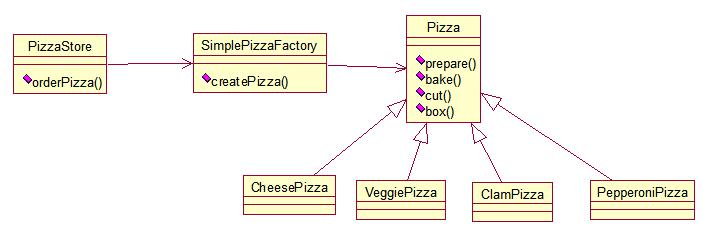 PizzaStore
orderPizza()
SimplePizzaFactory
createPizza()
Pizza
prepare()
bake()
cut()
box()
CheesePizza
VeggiePizza
ClamPizza
PepperoniPizza